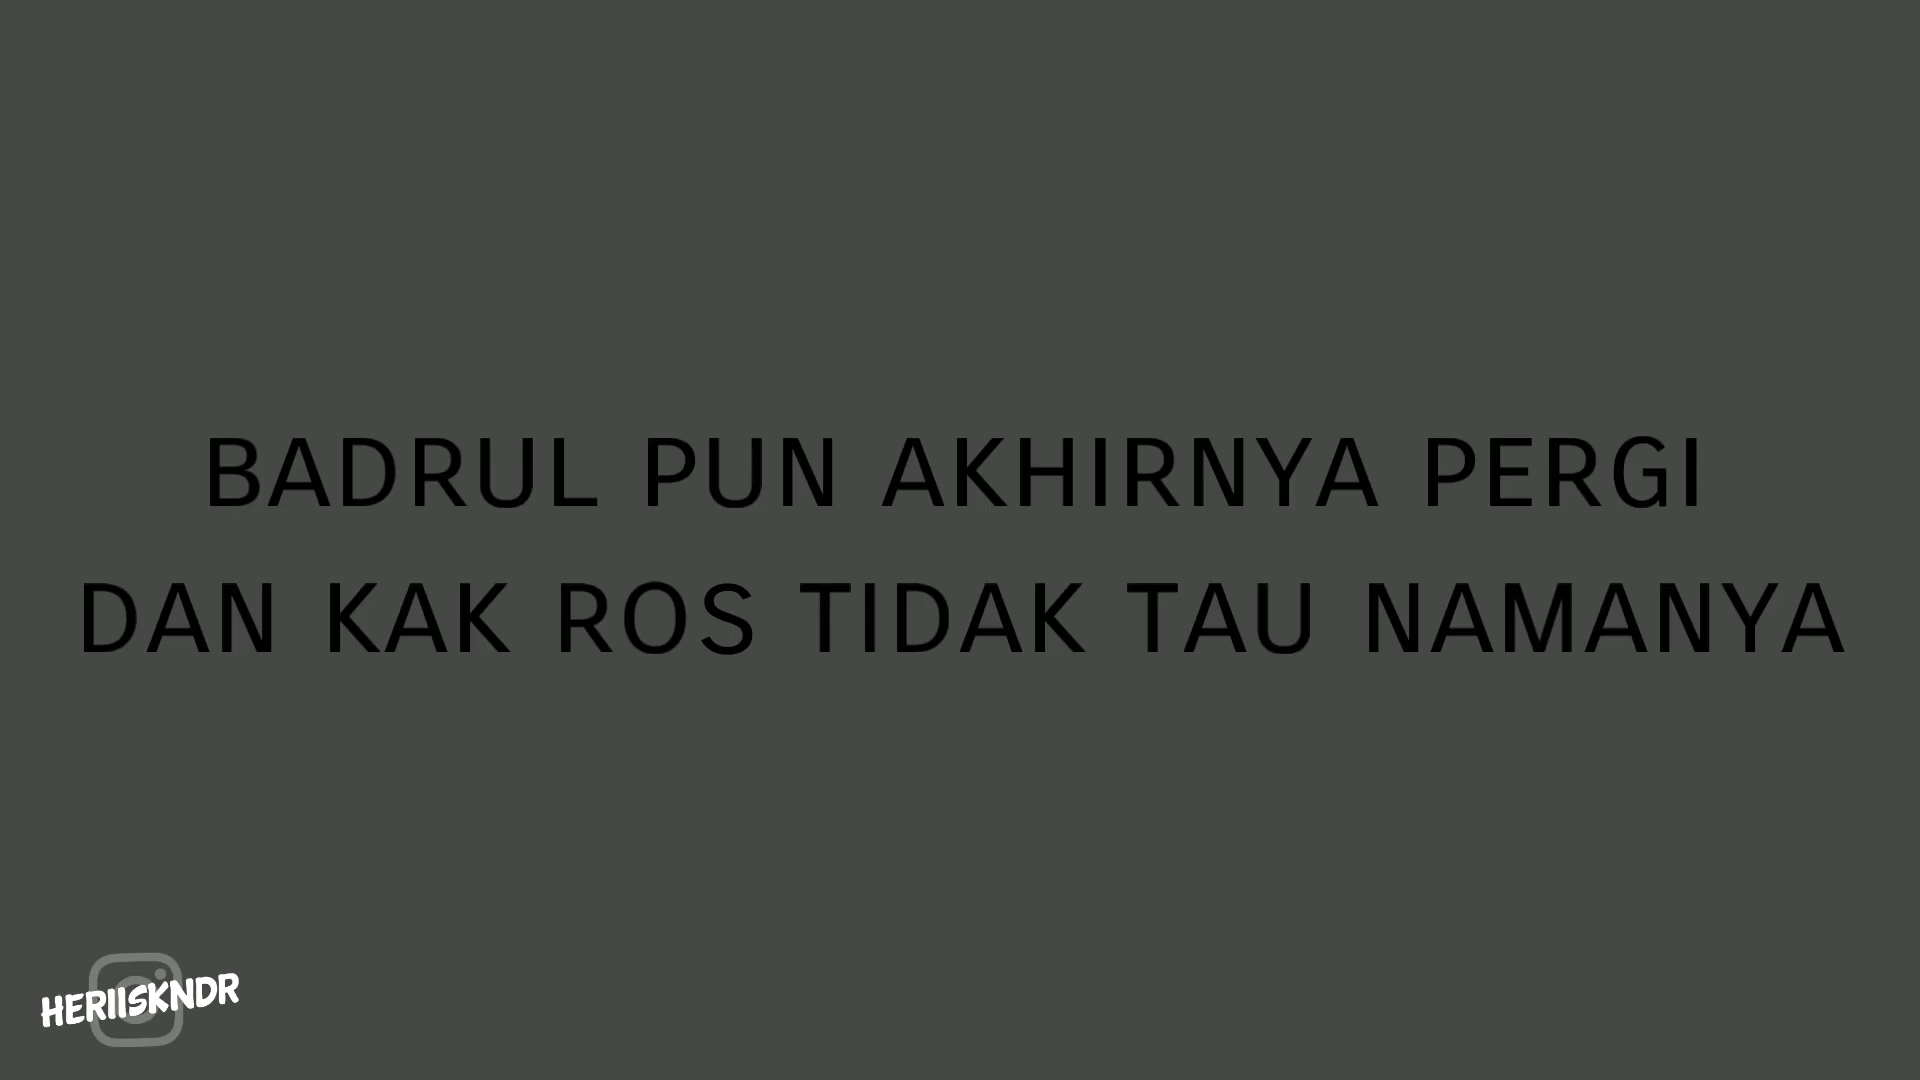 BADRUL PUN AKHIRNYA PERGI
DAN KAK ROS TIDAK TAU NAMANYA
HERIISKNDR